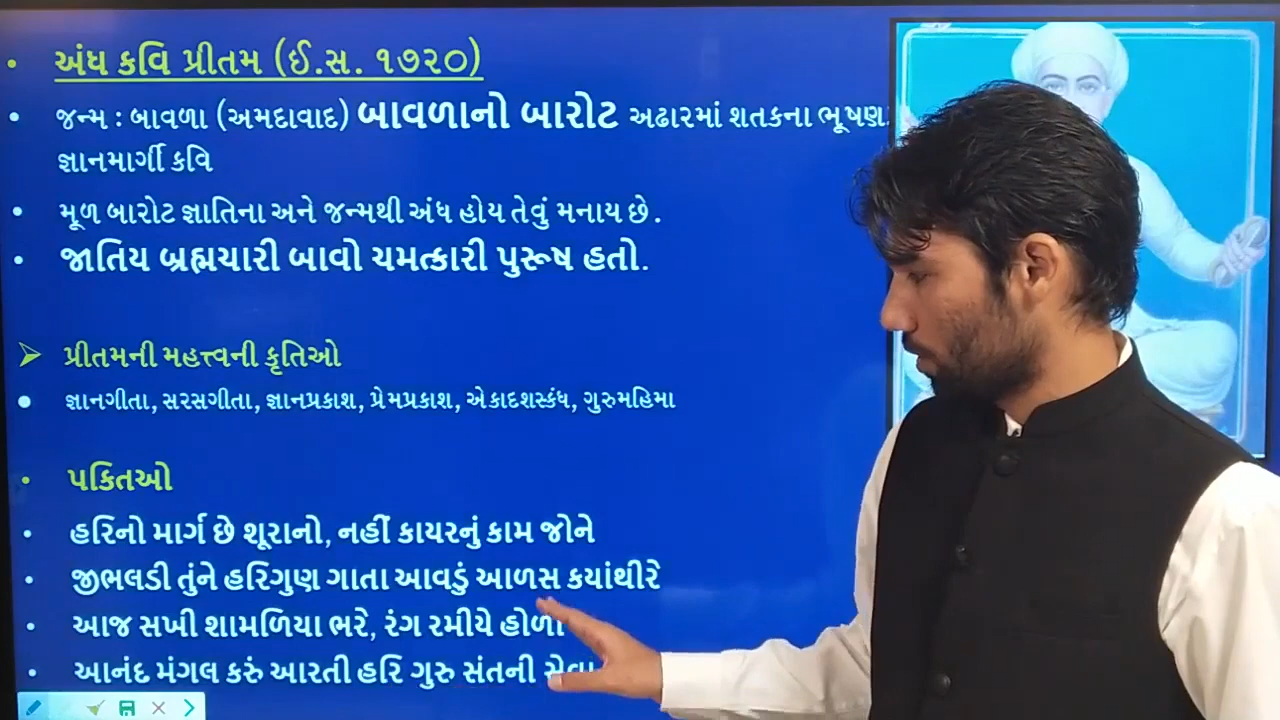 અંધ કવિ પ્રીતમ (ઈ.સ. ૧૭૨૦)
જન્મ : બાવળા (અમદાવાદ) બાવળાનો બારોટ અઢારમાં શતકના ભૂષણ
જ્ઞાનમાર્ગી કવિ
મૂળ બારોટ જ્ઞાતિના અને જન્મથી અંધ હોય તેવું મનાય છે.
જાતિય બ્રહ્મચારી બાવો ચમત્કારી પુરૂષ હતો.
પ્રીતમની મહત્ત્વની કૃતિઓ
જ્ઞાનગીતા, સરસગીતા, જ્ઞાનપ્રકાશ, પ્રેમપ્રકાશ, એકાદશસ્કંધ, ગુરુમહિમા
પકિતઓ
હરિનો માર્ગ છે શૂરાનો, નહીં કાયરનું કામ જોને
જીભલડી તુંને હરિગુણ ગાતા આવડું આળસ કયાંથીરે
આજ સખી શામળિયા ભરે, રંગ રમીયે હોળી
આનંદ મંગલ કરું આરતી હરિ ગુરુ સંતની સેવા